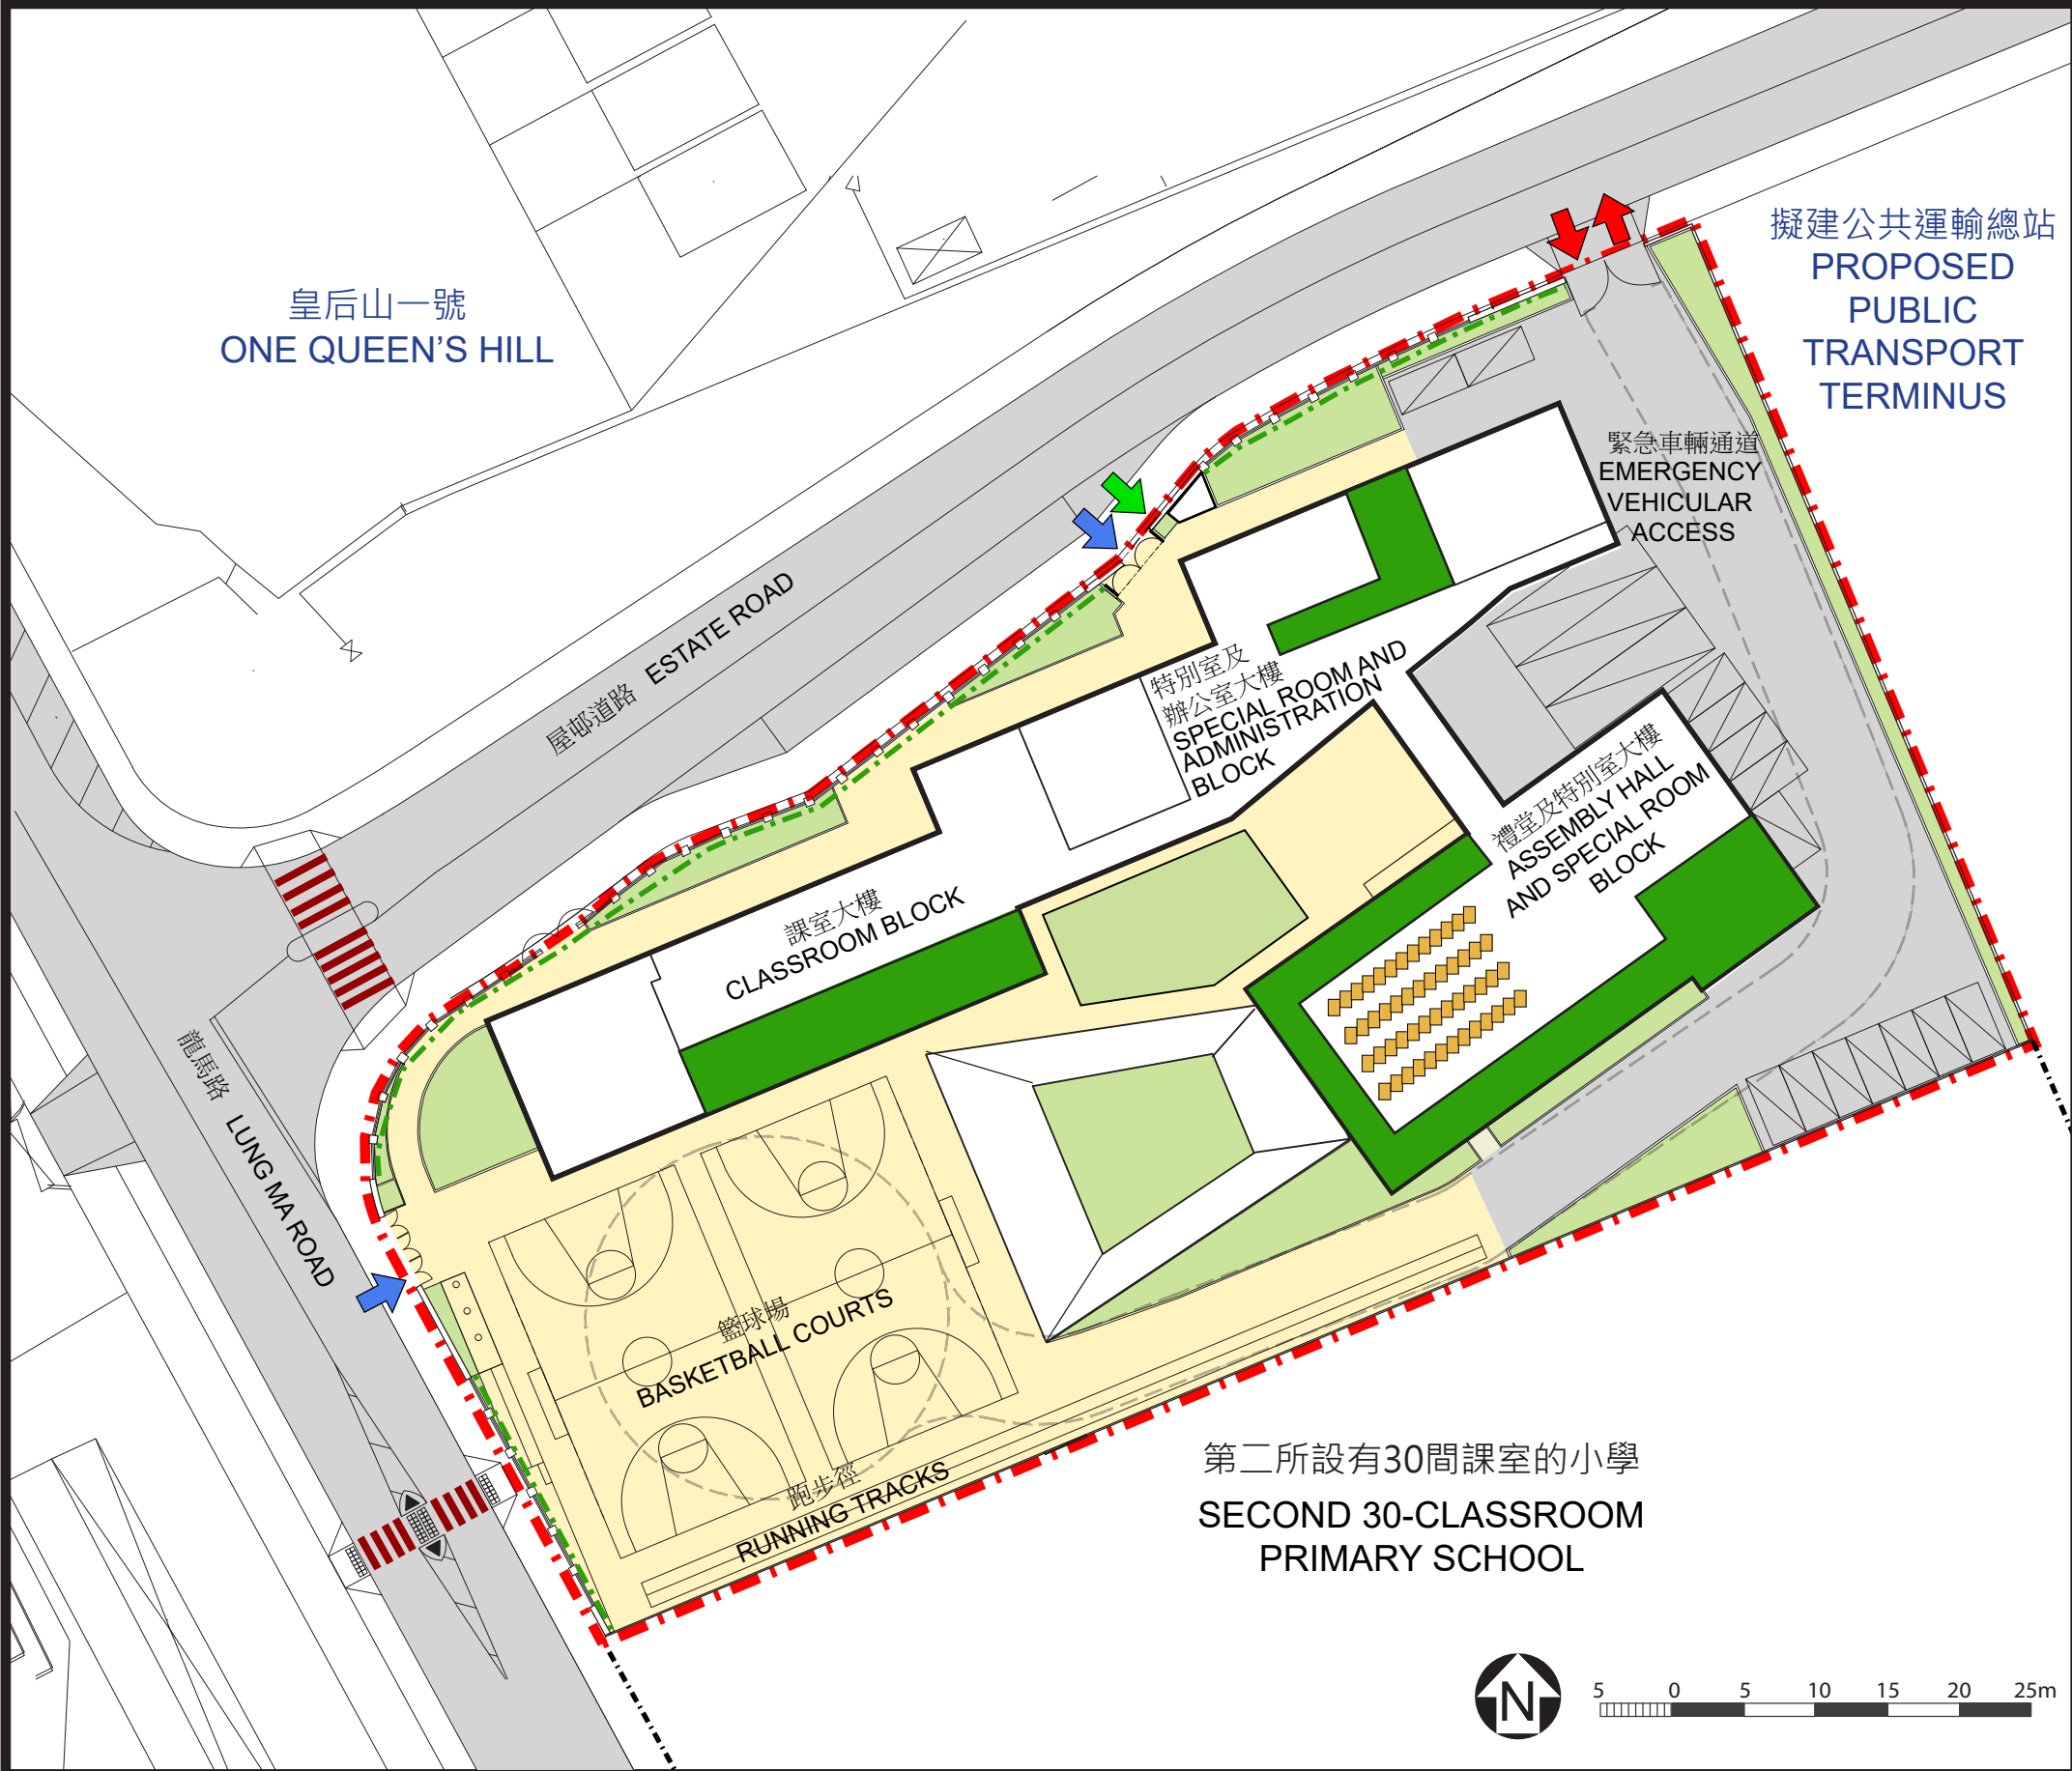 擬建公共運輸總站
PROPOSED
PUBLIC
TRANSPORT
TERMINUS
皇后山一號
ONE QUEEN'S HILL
緊急車輛通道
EMERGENCY
VEHICULAR
ACCESS
屋邨道路 ESTATE ROAD
特別室及
辦公室大樓
SPECIAL ROOM AND
ADMINISTRATION
BLOCK
禮堂及特別室大樓
ASSEMBLY HALL
AND SPECIAL ROOM
BLOCK
課室大樓
CLASSROOM BLOCK
龍馬路 LUNG MA ROAD
籃球場
BASKETBALL COURTS
跑步徑
RUNNING TRACKS
第二所設有30間課室的小學
SECOND 30-CLASSROOM
PRIMARY SCHOOL
N
5 0 5 10 15 20 25m